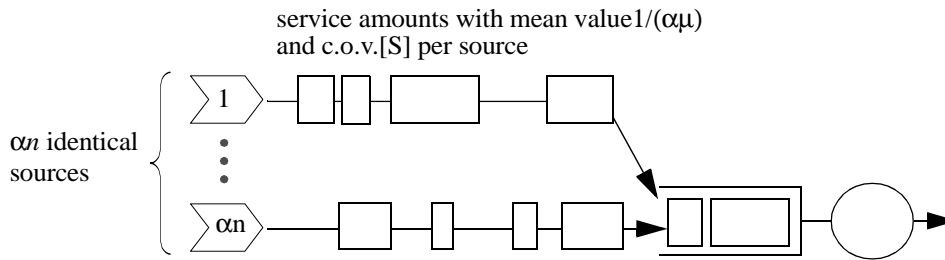 service amounts with mean value1/(αμ)
and c.o.v.[S] per source
1
αn identical
sources
αn